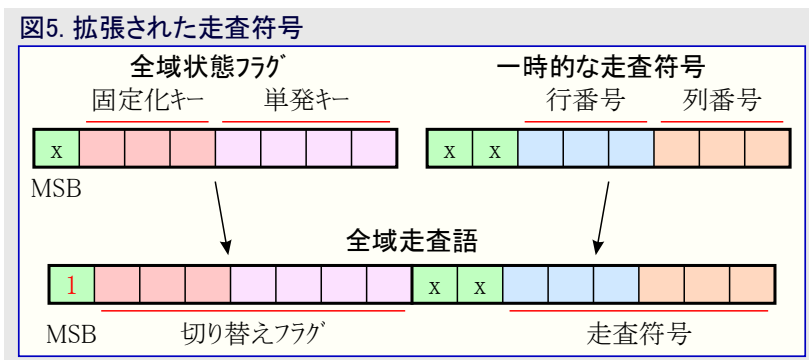 図5. 拡張された走査符号
全域状態ﾌﾗｸﾞ 一時的な走査符号
固定化ｷｰ 単発ｷｰ 行番号 列番号
x x x
MSB
全域走査語
1 x x
MSB 切り替えﾌﾗｸﾞ 走査符号